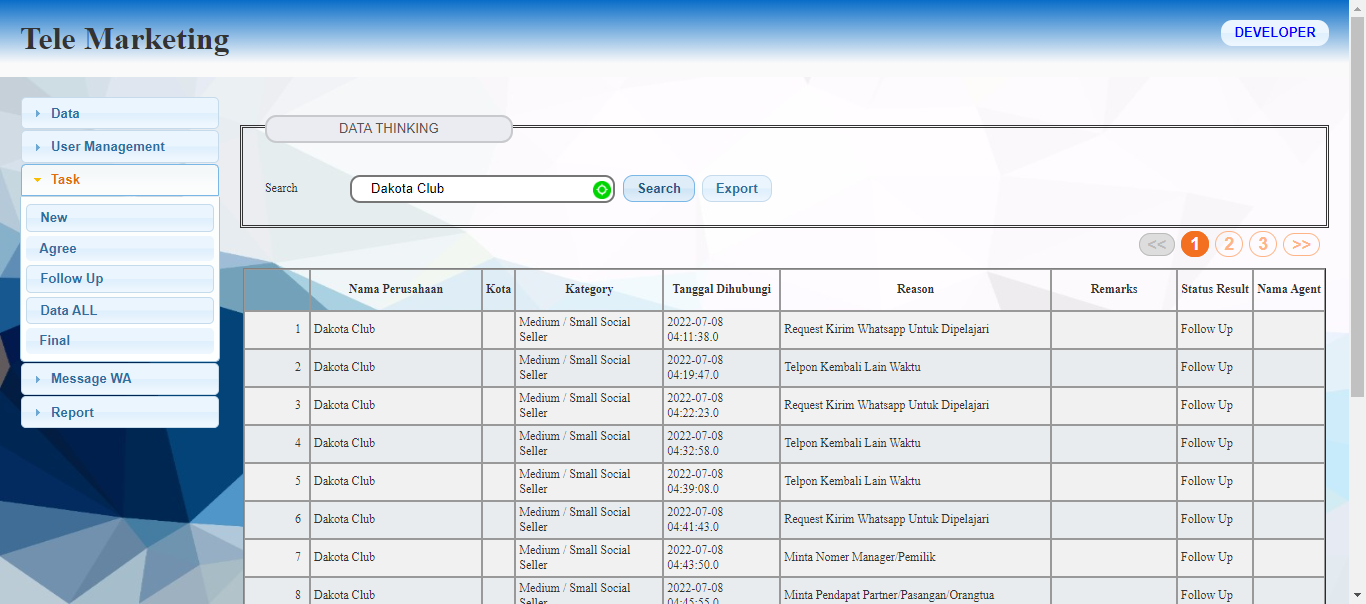 Tele Marketing
DEVELOPER
Data
User Management
Task
New
Agree
Follow Up
Data ALL
Final
Message WA
Report
DATA THINKING
Search Dakota Club Search Export
<< 1 2 3 >>
Nama Perusahaan Kota Kategory Tanggal Dihubungi Reason Remarks Status Result Nama Agent
1 Dakota Club Medium / Small Social Seller 2022-07-08 04:11:38.0 Request Kirim Whatsapp Untuk Dipelajari Follow Up
2 Dakota Club Medium / Small Social Seller 2022-07-08 04:19:47.0 Telpon Kembali Lain Waktu Follow Up
3 Dakota Club Medium / Small Social Seller 2022-07-08 04:22:23.0 Request Kirim Whatsapp Untuk Dipelajari Follow Up
4 Dakota Club Medium / Small Social Seller 2022-07-08 04:32:58.0 Telpon Kembali Lain Waktu Follow Up
5 Dakota Club Medium / Small Social Seller 2022-07-08 04:39:08.0 Telpon Kembali Lain Waktu Follow Up
6 Dakota Club Medium / Small Social Seller 2022-07-08 04:41:43.0 Request Kirim Whatsapp Untuk Dipelajari Follow Up
7 Dakota Club Medium / Small Social Seller 2022-07-08 04:43:50.0 Minta Nomer Manager/Pemilik Follow Up
8 Dakota Club Medium / Small Social Seller 2022-07-08 04:45:55.0 Minta Pendapat Partner/Pasangan/Orangtua Follow Up